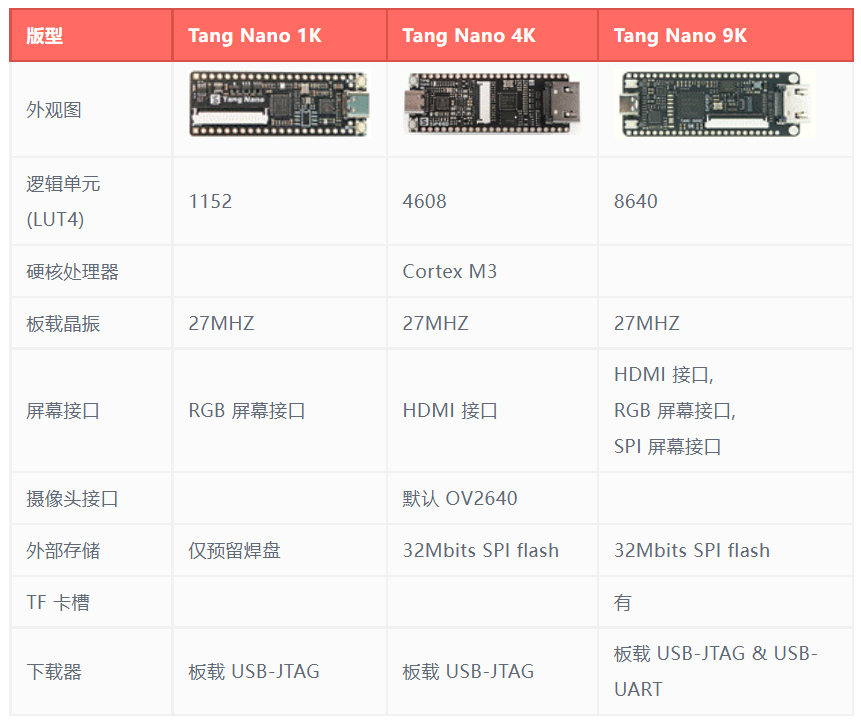 版型 Tang Nano 1K Tang Nano 4K Tang Nano 9K
外观图
Tang Nano
逻辑单元
(LUT4)
1152 4608 8640
硬核处理器 Cortex M3
板载晶振 27MHZ 27MHZ 27MHZ
屏幕接口 RGB 屏幕接口 HDMI 接口
HDMI 接口,
RGB 屏幕接口,
SPI 屏幕接口
摄像头接口 默认 OV2640
外部存储 仅预留焊盘 32Mbits SPI flash 32Mbits SPI flash
TF 卡槽 有
下载器 板载 USB-JTAG 板载 USB-JTAG
板载 USB-JTAG & USB-
UART